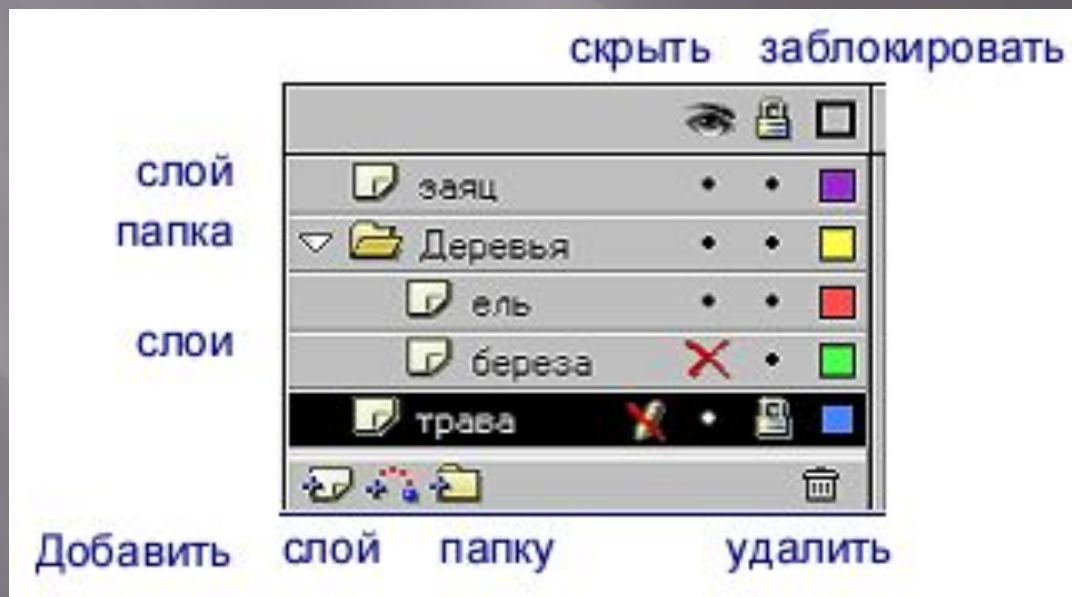 скрыть заблокировать
слой заяц
папка Деревья
ель
слои береза
трава
Добавить слой папку удалить